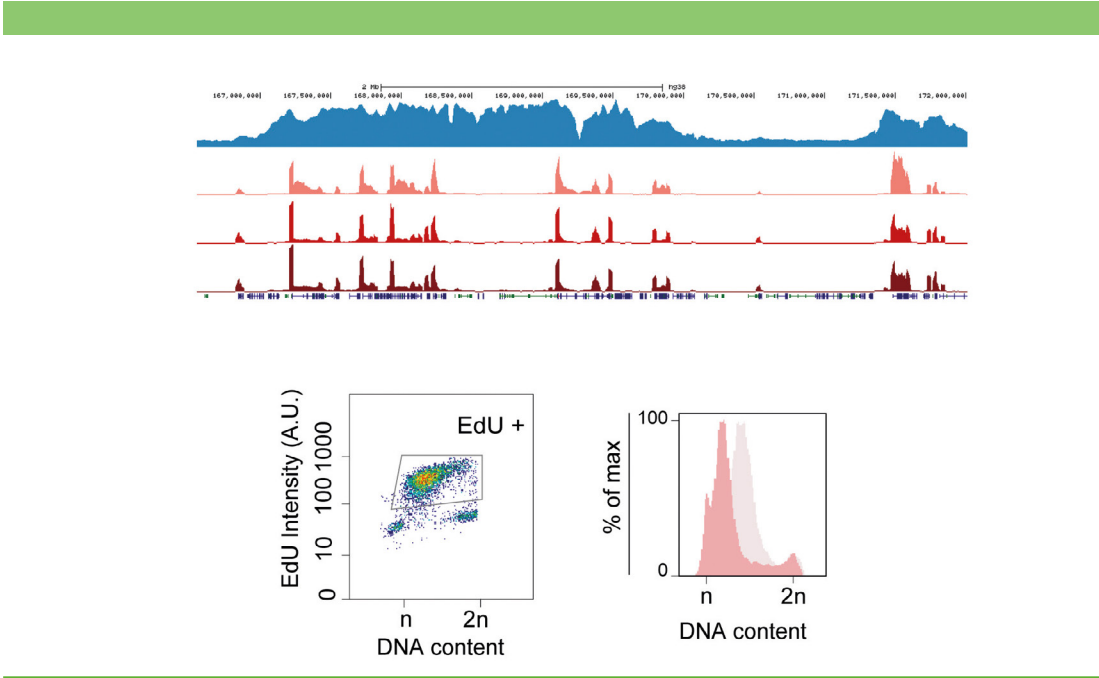 2 Mb hg38
167,000,000| 167,500,000| 168,000,000| 168,500,000| 169,000,000| 169,500,000| 170,000,000| 170,500,000| 171,000,000| 171,500,000| 172,000,000|
EdU +
EdU Intensity (A.U.)
1000
100
10
0
n 2n
DNA content
% of max
100
0
n 2n
DNA content